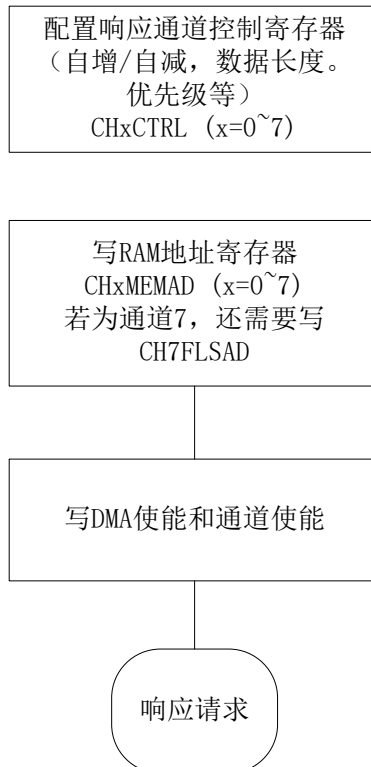 配置响应通道控制寄存器
（自增/自减，数据长度。
优先级等）
CHxCTRL (x=0~7)
写RAM地址寄存器
CHxMEMAD (x=0~7)
若为通道7，还需要写
CH7FLSAD
写DMA使能和通道使能
响应请求